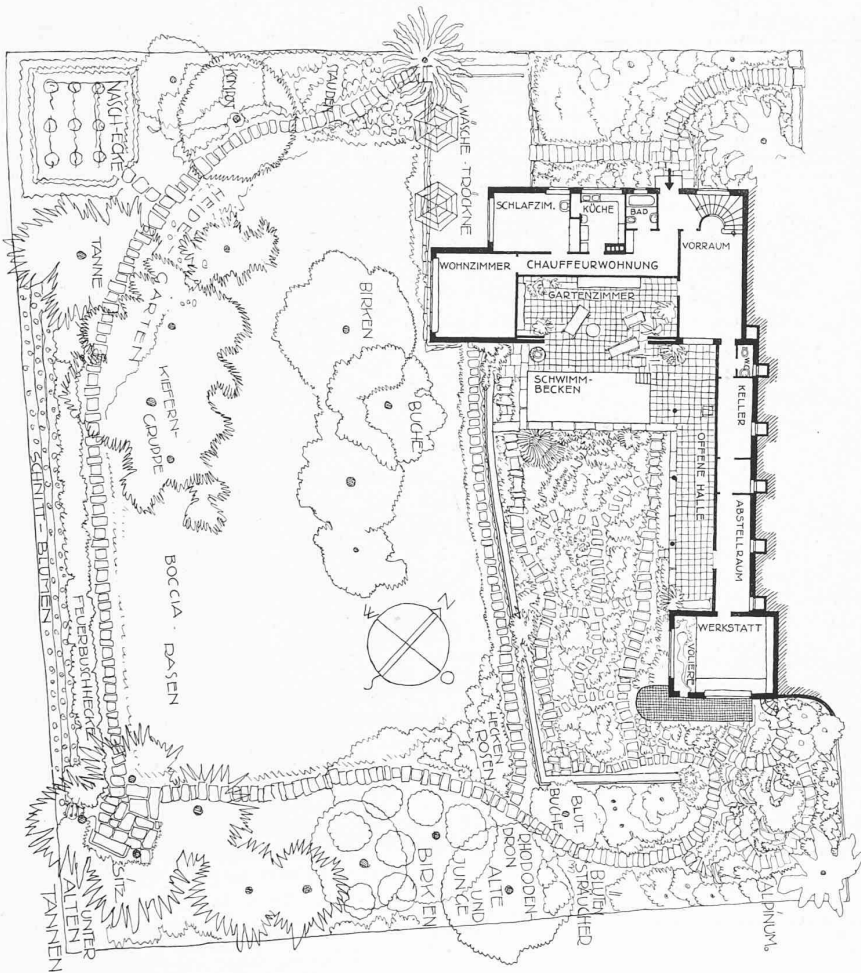 NASCH-ECKE
KOMPOST
STAUDEN
WÄSCHE-TRÖCKNE
SCHLAFZIM.
KÜCHE
BAD
VORRAUM
WOHNZIMMER
CHAUFFEURWOHNUNG
GARTENZIMMER
TANNE
HEIDE-
GARTEN
BIRKEN
KIEFERN-
GRUPPE
BUCHE
SCHWIMM-
BECKEN
WC
KELLER
OFFENE HALLE
ABSTELLRAUM
WERKSTATT
VOLIERE
SCHNITT-BLUMEN
FEUERBUSCHHECKE
BOCCIA-RASEN
N
O
S
W
HECKEN
ROSEN
BLUT-
BUCHE
BLÜTEN
STRÄUCHER
RHODODEN-
DRON
ALTE
UND
JUNGE
BIRKEN
SITZ
UNTER
ALTEN
TANNEN
ALPINUM.